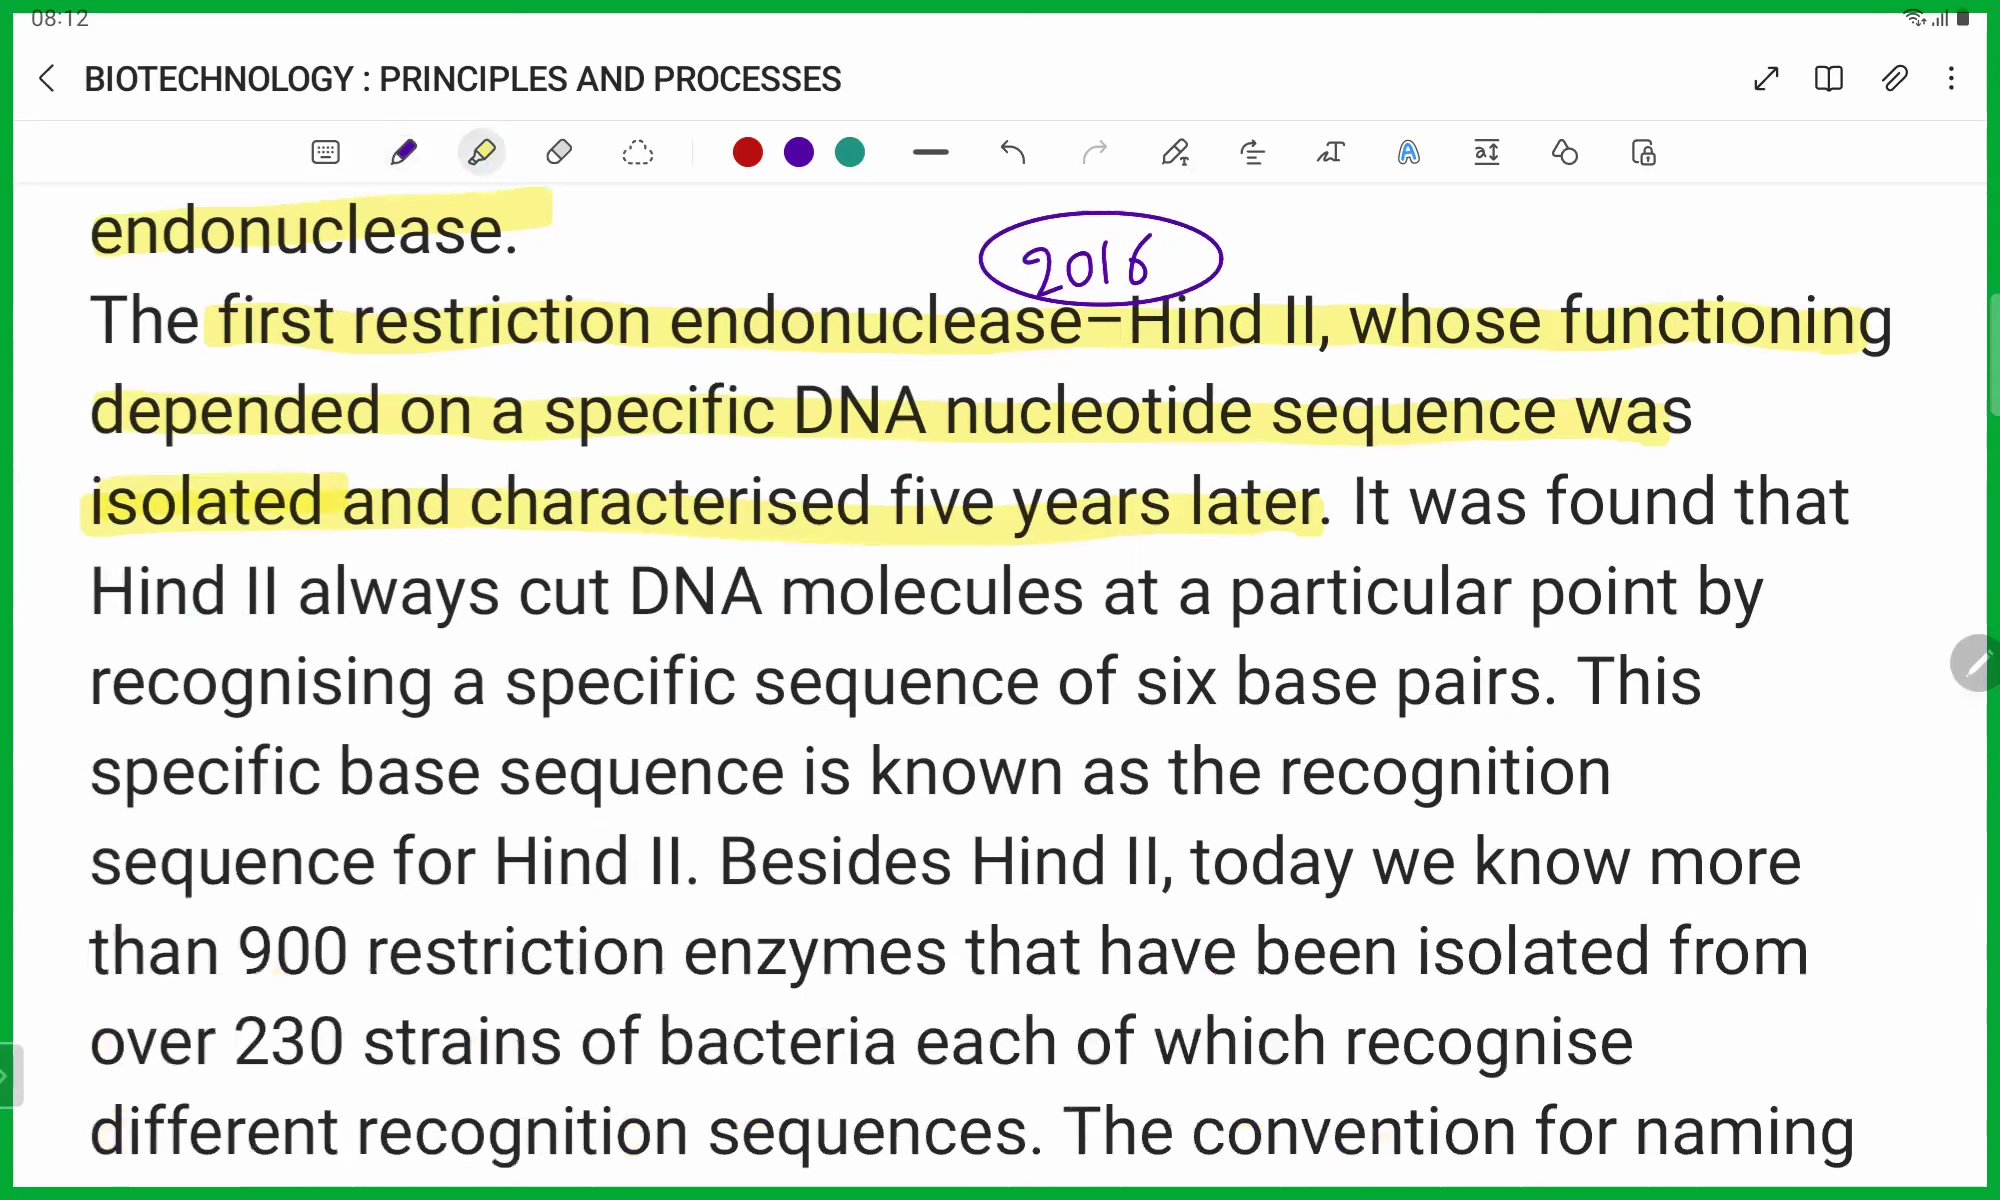 08:12
BIOTECHNOLOGY : PRINCIPLES AND PROCESSES
endonuclease.
2016
The first restriction endonuclease–Hind II, whose functioning
depended on a specific DNA nucleotide sequence was
isolated and characterised five years later. It was found that
Hind II always cut DNA molecules at a particular point by
recognising a specific sequence of six base pairs. This
specific base sequence is known as the recognition
sequence for Hind II. Besides Hind II, today we know more
than 900 restriction enzymes that have been isolated from
over 230 strains of bacteria each of which recognise
different recognition sequences. The convention for naming